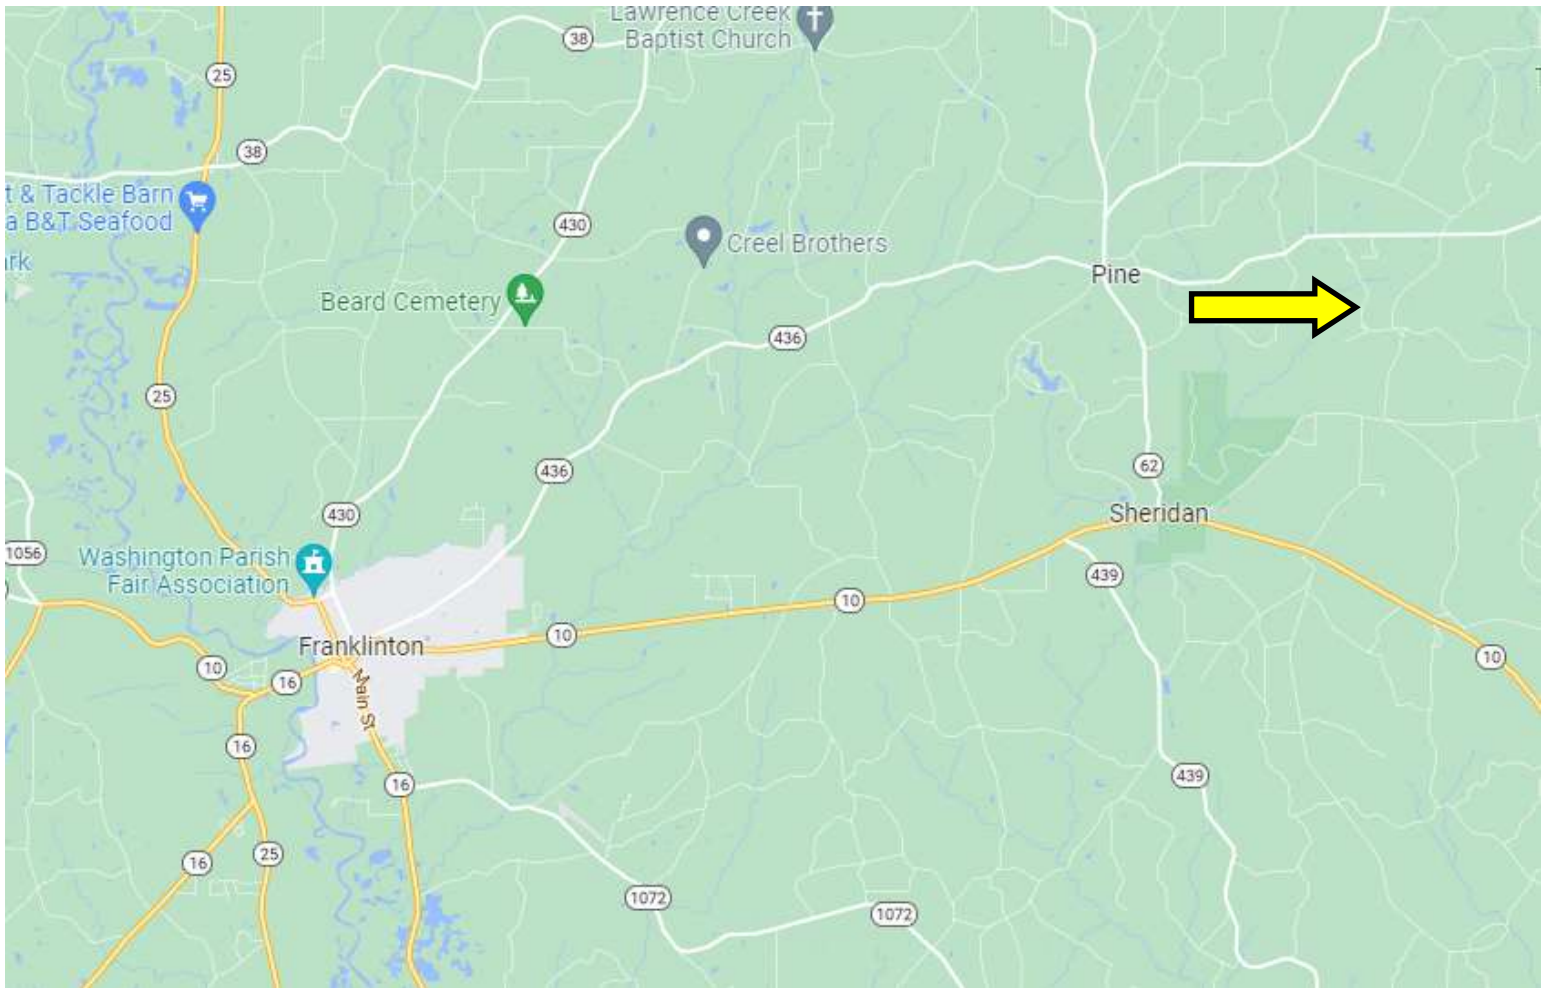 Lawrence Creek
Baptist Church
38
25
38
t & Tackle Barn
a B&T Seafood
430
Creel Brothers
ark
Pine
Beard Cemetery
436
25
436
62
430
Sheridan
1056
Washington Parish
Fair Association
439
10
10
Franklinton
10
10
16
Main St
16
439
16
25
16
1072
1072